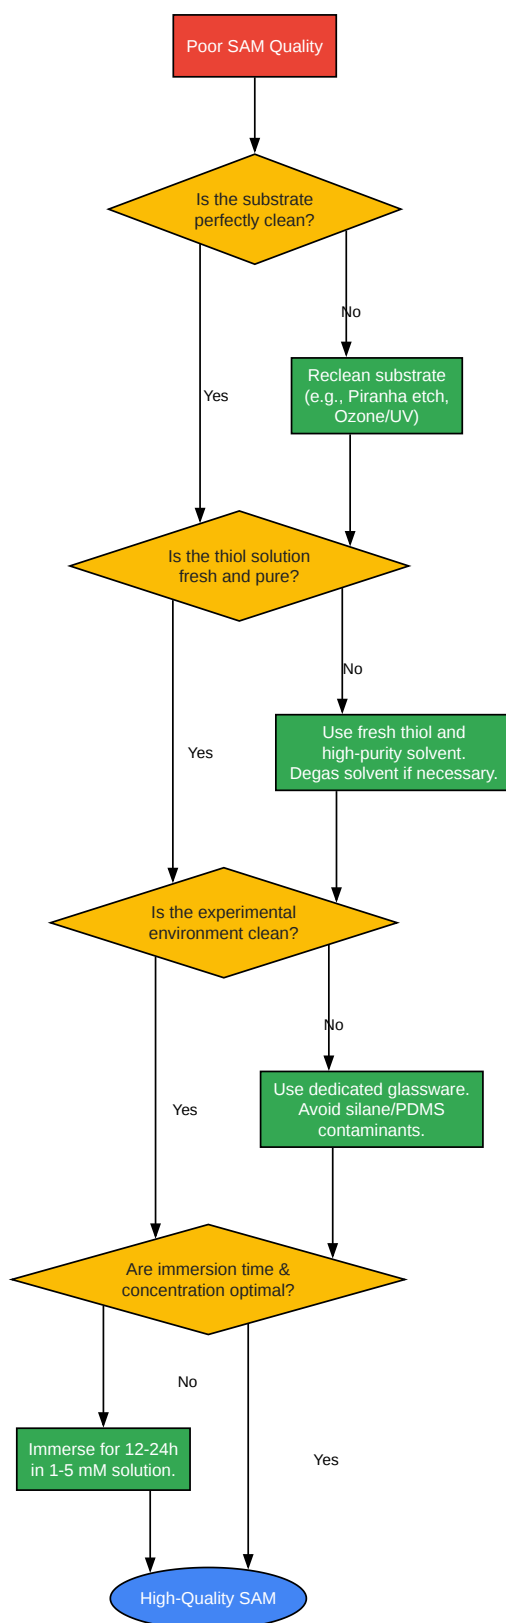 Poor SAM Quality
Is the substrate
perfectly clean?
No
Reclean substrate
(e.g., Piranha etch,
Ozone/UV)
Yes
Is the thiol solution
fresh and pure?
No
Use fresh thiol and
high-purity solvent.
Degas solvent if necessary.
Yes
Is the experimental
environment clean?
No
Use dedicated glassware.
Avoid silane/PDMS
contaminants.
Yes
Are immersion time &
concentration optimal?
No
Immerse for 12-24h
in 1-5 mM solution.
Yes
High-Quality SAM